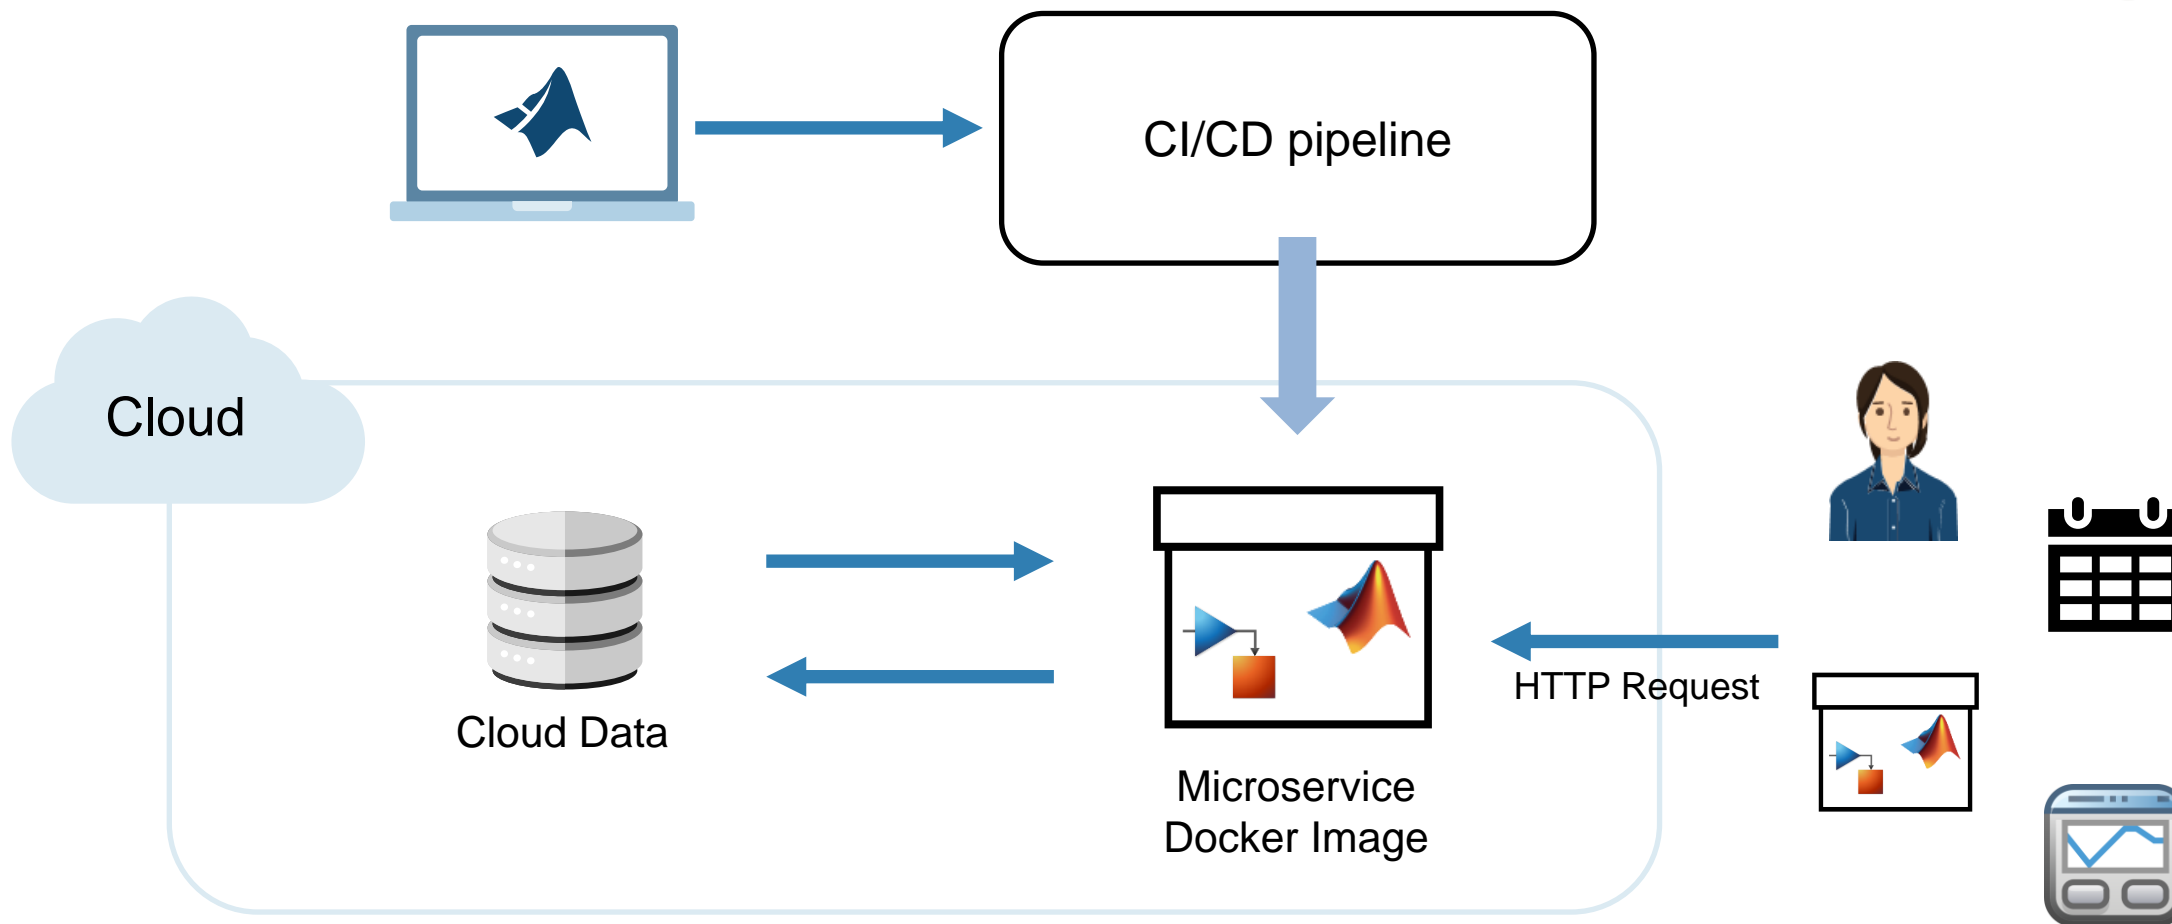 CI/CD pipeline
Cloud
Cloud Data
HTTP Request
Microservice
Docker Image